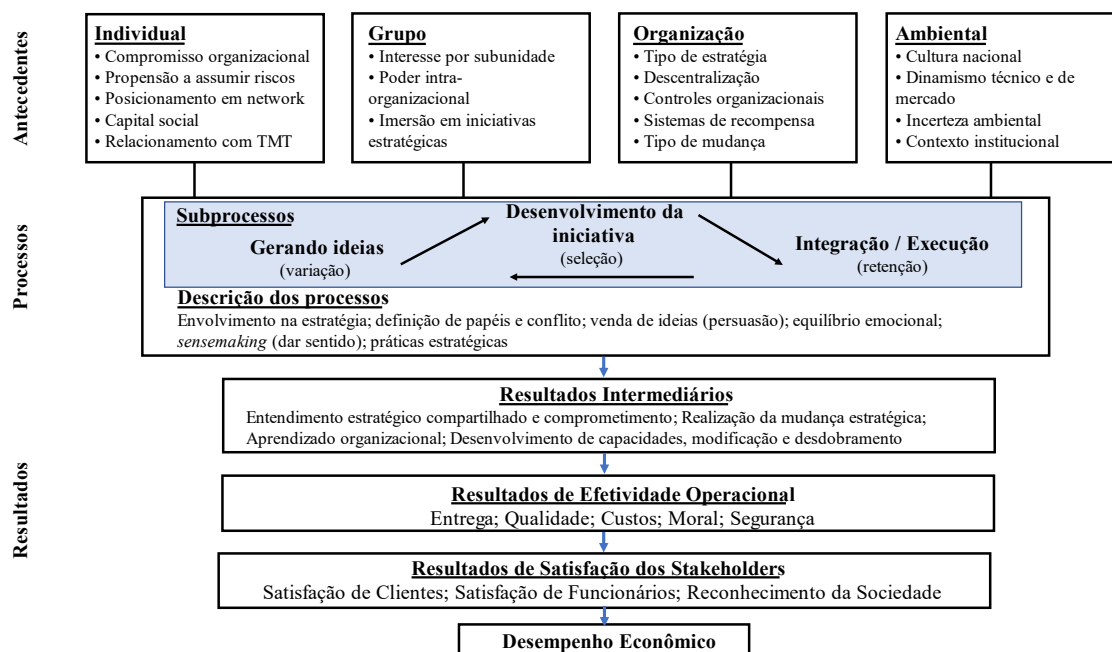 Antecedentes
Individual
• Compromisso organizacional
• Propensão a assumir riscos
• Posicionamento em network
• Capital social
• Relacionamento com TMT
Grupo
• Interesse por subunidade
• Poder intra-
organizacional
• Imersão em iniciativas
estratégicas
Organização
• Tipo de estratégia
• Descentralização
• Controles organizacionais
• Sistemas de recompensa
• Tipo de mudança
Ambiental
• Cultura nacional
• Dinamismo técnico e de
mercado
• Incerteza ambiental
• Contexto institucional
Processos
Subprocessos
Gerando ideias
(variação)
Desenvolvimento da
iniciativa
(seleção)
Integração / Execução
(retenção)
Descrição dos processos
Envolvimento na estratégia; definição de papéis e conflito; venda de ideias (persuasão); equilíbrio emocional;
sensemaking (dar sentido); práticas estratégicas
Resultados
Resultados Intermediários
Entendimento estratégico compartilhado e comprometimento; Realização da mudança estratégica;
Aprendizado organizacional; Desenvolvimento de capacidades, modificação e desdobramento
Resultados de Efetividade Operacional
Entrega; Qualidade; Custos; Moral; Segurança
Resultados de Satisfação dos Stakeholders
Satisfação de Clientes; Satisfação de Funcionários; Reconhecimento da Sociedade
Desempenho Econômico